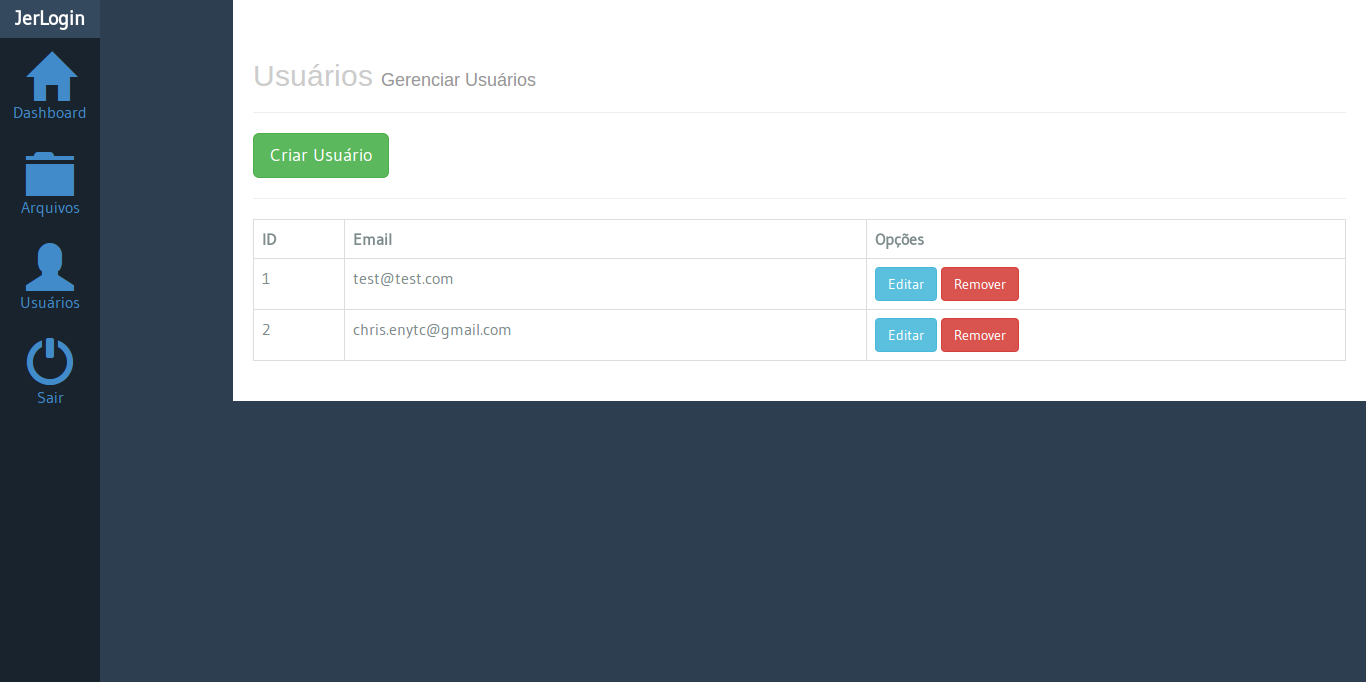 JerLogin
Dashboard
Arquivos
Usuários
Sair
Usuários Gerenciar Usuários
Criar Usuário
ID Email Opções
1 test@test.com Editar Remover
2 chris.enytc@gmail.com Editar Remover